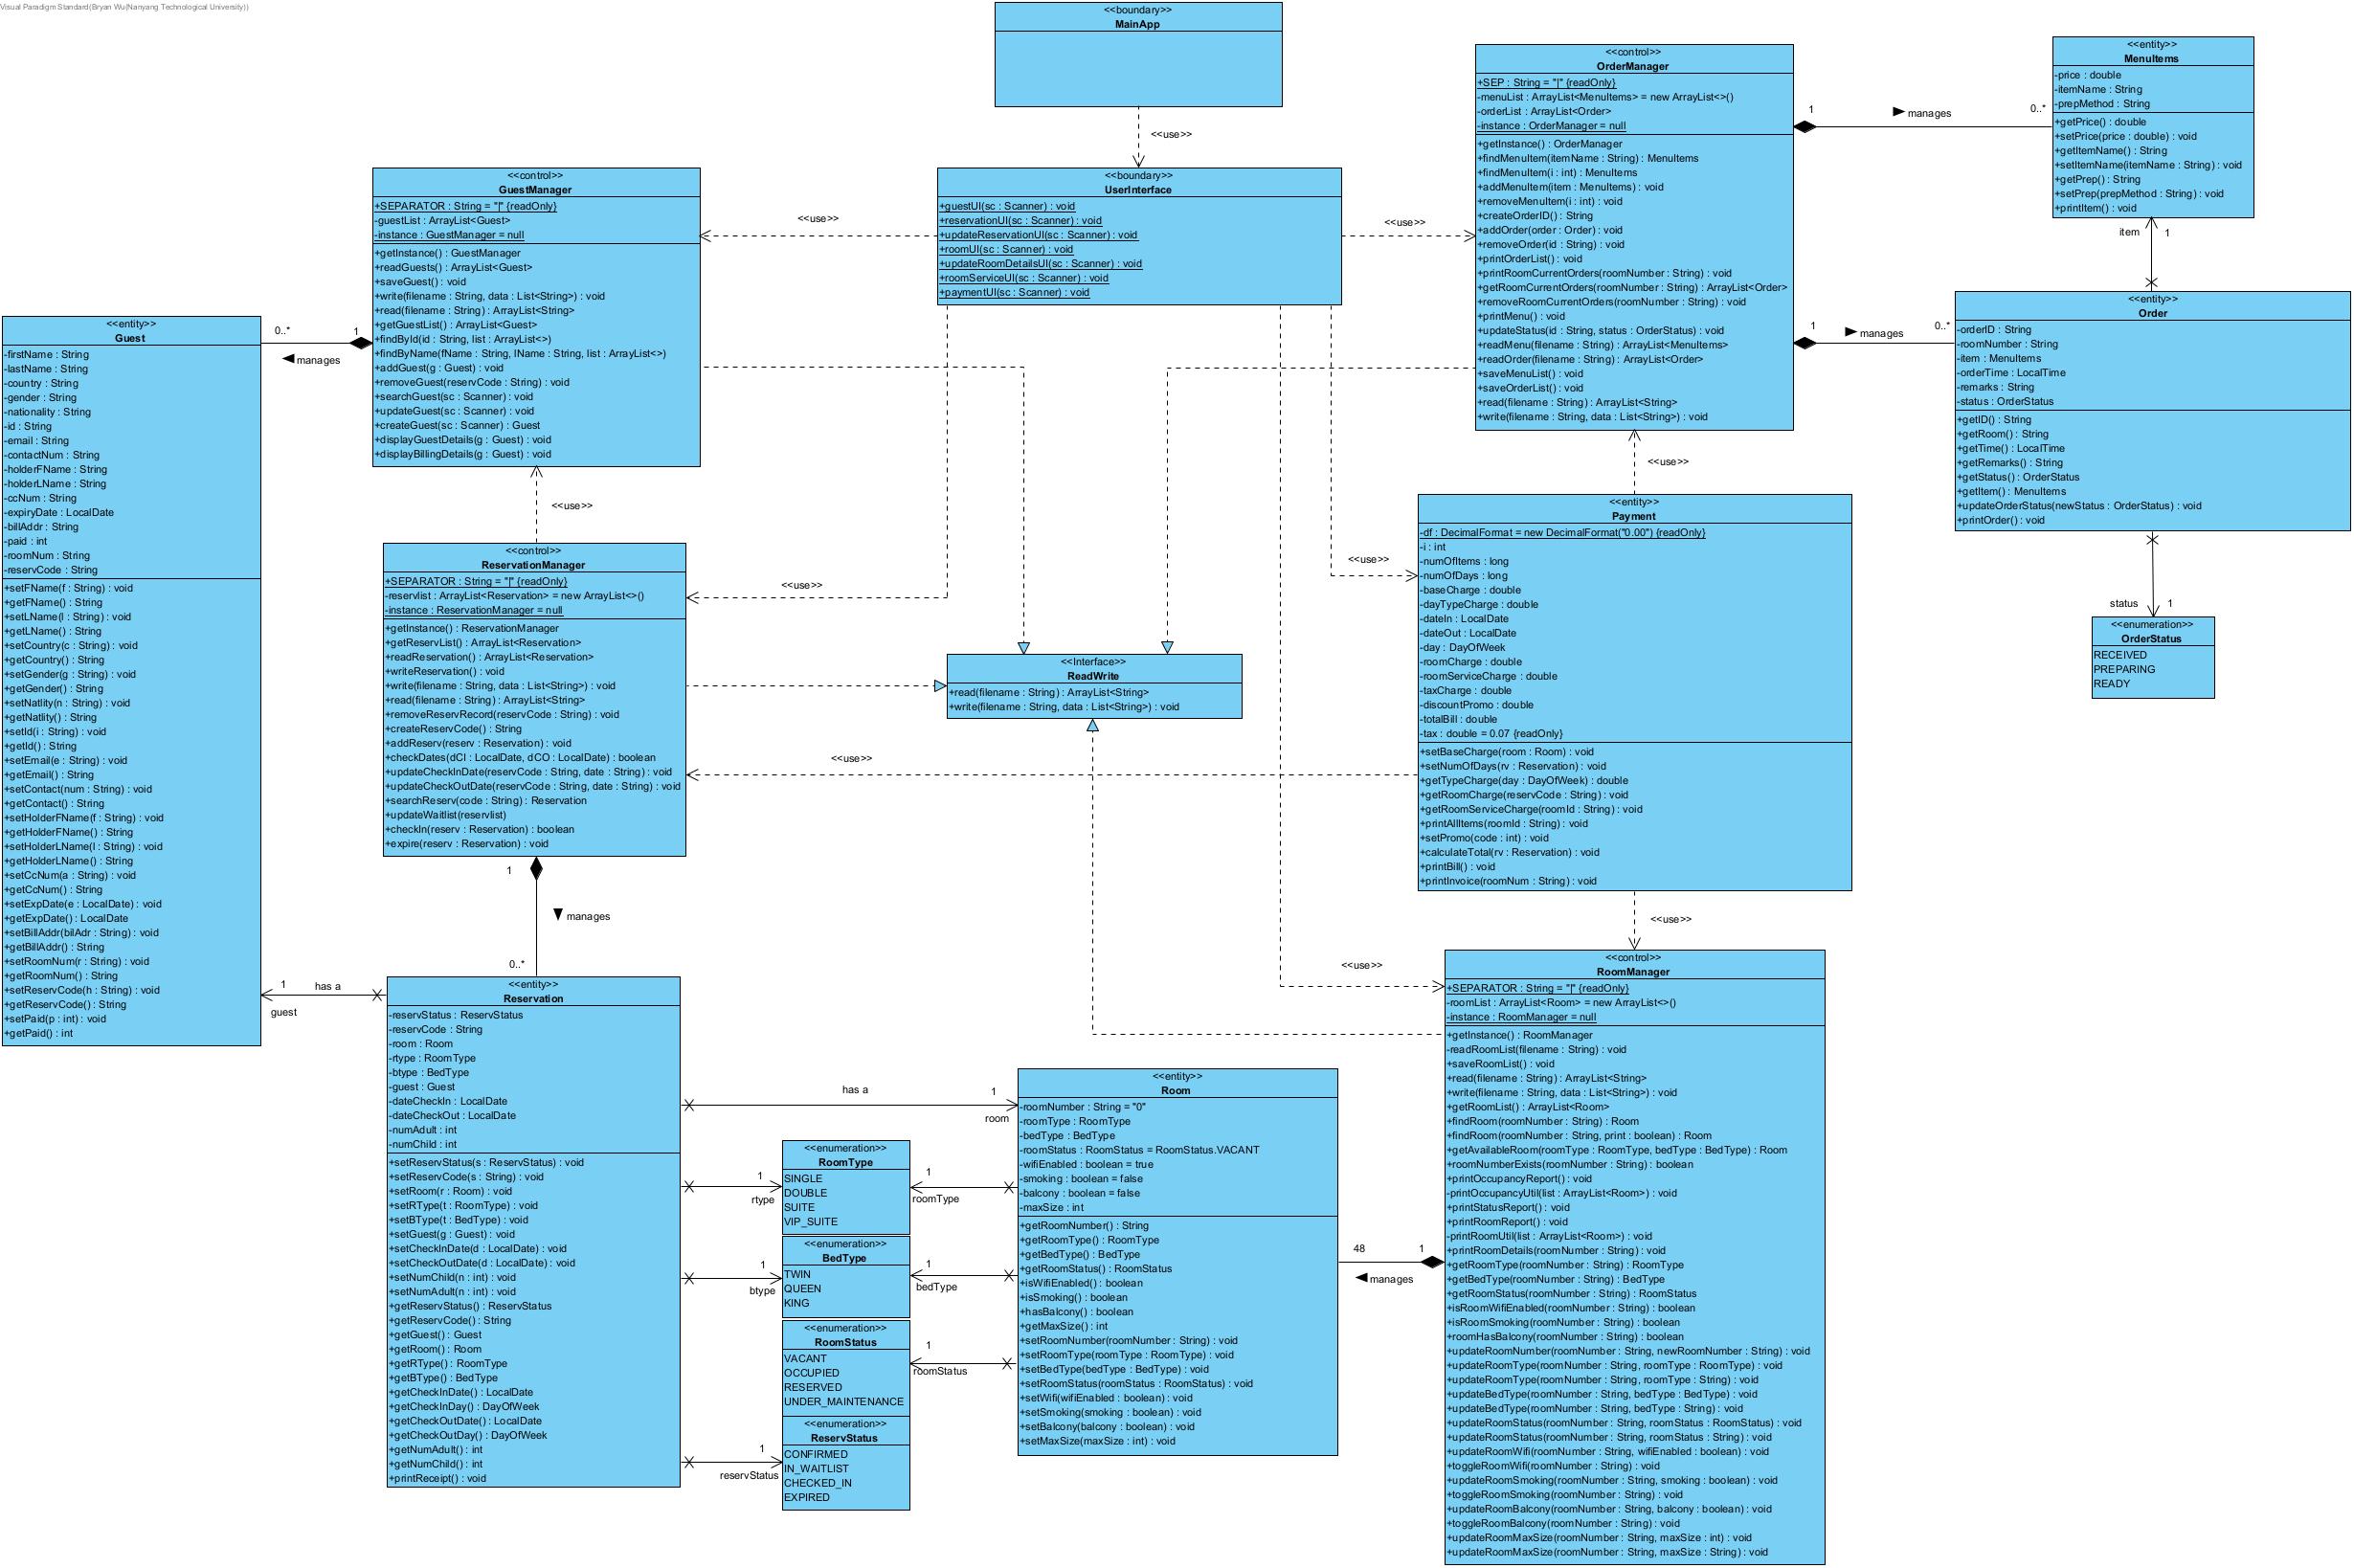 Visual Paradigm Standard(Bryan Wu(Nanyang Technological University))
<<boundary>>
MainApp
<<use>>
<<boundary>>
UserInterface
+guestUI(sc : Scanner) : void
+reservationUI(sc : Scanner) : void
+updateReservationUI(sc : Scanner) : void
+roomUI(sc : Scanner) : void
+updateRoomDetailsUI(sc : Scanner) : void
+roomServiceUI(sc : Scanner) : void
+paymentUI(sc : Scanner) : void
<<use>>
<<use>>
<<control>>
GuestManager
+SEPARATOR : String = "|" {readOnly}
-guestList : ArrayList<Guest>
-instance : GuestManager = null
+getInstance() : GuestManager
+readGuests() : ArrayList<Guest>
+saveGuest() : void
+write(filename : String, data : List<String>) : void
+read(filename : String) : ArrayList<String>
+getGuestList() : ArrayList<Guest>
+findById(id : String, list : ArrayList<>)
+findByName(fName : String, lName : String, list : ArrayList<>)
+addGuest(g : Guest) : void
+removeGuest(reservCode : String) : void
+searchGuest(sc : Scanner) : void
+updateGuest(sc : Scanner) : void
+createGuest(sc : Scanner) : Guest
+displayGuestDetails(g : Guest) : void
+displayBillingDetails(g : Guest) : void
0..*
1
manages
<<entity>>
Guest
-firstName : String
-lastName : String
-country : String
-gender : String
-nationality : String
-id : String
-email : String
-contactNum : String
-holderFName : String
-holderLName : String
-ccNum : String
-expiryDate : LocalDate
-billAddr : String
-paid : int
-roomNum : String
-reservCode : String
+setFName(f : String) : void
+getFName() : String
+setLName(l : String) : void
+getLName() : String
+setCountry(c : String) : void
+getCountry() : String
+setGender(g : String) : void
+getGender() : String
+setNatlity(n : String) : void
+getNatlity() : String
+setId(i : String) : void
+getId() : String
+setEmail(e : String) : void
+getEmail() : String
+setContact(num : String) : void
+getContact() : String
+setHolderFName(f : String) : void
+getHolderFName() : String
+setHolderLName(l : String) : void
+getHolderLName() : String
+setCcNum(a : String) : void
+getCcNum() : String
+setExpDate(e : LocalDate) : void
+getExpDate() : LocalDate
+setBillAddr(bilAdr : String) : void
+getBillAddr() : String
+setRoomNum(r : String) : void
+getRoomNum() : String
+setReservCode(h : String) : void
+getReservCode() : String
+setPaid(p : int) : void
+getPaid() : int
<<use>>
<<control>>
ReservationManager
+SEPARATOR : String = "|" {readOnly}
-reservlist : ArrayList<Reservation> = new ArrayList<>()
-instance : ReservationManager = null
+getInstance() : ReservationManager
+getReservList() : ArrayList<Reservation>
+readReservation() : ArrayList<Reservation>
+writeReservation() : void
+write(filename : String, data : List<String>) : void
+read(filename : String) : ArrayList<String>
+removeReservRecord(reservCode : String) : void
+createReservCode() : String
+addReserv(reserv : Reservation) : void
+checkDates(dCI : LocalDate, dCO : LocalDate) : boolean
+updateCheckInDate(reservCode : String, date : String) : void
+updateCheckOutDate(reservCode : String, date : String) : void
+searchReserv(code : String) : Reservation
+updateWaitlist(reservlist)
+checkIn(reserv : Reservation) : boolean
+expire(reserv : Reservation) : void
<<use>>
<<Interface>>
ReadWrite
+read(filename : String) : ArrayList<String>
+write(filename : String, data : List<String>) : void
<<use>>
1
manages
0..*
1
has a
guest
<<entity>>
Reservation
-reservStatus : ReservStatus
-reservCode : String
-room : Room
-rtype : RoomType
-btype : BedType
-guest : Guest
-dateCheckIn : LocalDate
-dateCheckOut : LocalDate
-numAdult : int
-numChild : int
+setReservStatus(s : ReservStatus) : void
+setReservCode(s : String) : void
+setRoom(r : Room) : void
+setRType(t : RoomType) : void
+setBType(t : BedType) : void
+setGuest(g : Guest) : void
+setCheckInDate(d : LocalDate) : void
+setCheckOutDate(d : LocalDate) : void
+setNumChild(n : int) : void
+setNumAdult(n : int) : void
+getReservStatus() : ReservStatus
+getReservCode() : String
+getGuest() : Guest
+getRoom() : Room
+getRType() : RoomType
+getBType() : BedType
+getCheckInDate() : LocalDate
+getCheckInDay() : DayOfWeek
+getCheckOutDate() : LocalDate
+getCheckOutDay() : DayOfWeek
+getNumAdult() : int
+getNumChild() : int
+printReceipt() : void
has a
1
room
1
rtype
1
btype
1
reservStatus
<<enumeration>>
RoomType
SINGLE
DOUBLE
SUITE
VIP_SUITE
<<enumeration>>
BedType
TWIN
QUEEN
KING
<<enumeration>>
RoomStatus
VACANT
OCCUPIED
RESERVED
UNDER_MAINTENANCE
<<enumeration>>
ReservStatus
CONFIRMED
IN_WAITLIST
CHECKED_IN
EXPIRED
1
roomType
1
bedType
1
roomStatus
<<entity>>
Room
-roomNumber : String = "0"
-roomType : RoomType
-bedType : BedType
-roomStatus : RoomStatus = RoomStatus.VACANT
-wifiEnabled : boolean = true
-smoking : boolean = false
-balcony : boolean = false
-maxSize : int
+getRoomNumber() : String
+getRoomType() : RoomType
+getBedType() : BedType
+getRoomStatus() : RoomStatus
+isWifiEnabled() : boolean
+isSmoking() : boolean
+hasBalcony() : boolean
+getMaxSize() : int
+setRoomNumber(roomNumber : String) : void
+setRoomType(roomType : RoomType) : void
+setBedType(bedType : BedType) : void
+setRoomStatus(roomStatus : RoomStatus) : void
+setWifi(wifiEnabled : boolean) : void
+setSmoking(smoking : boolean) : void
+setBalcony(balcony : boolean) : void
+setMaxSize(maxSize : int) : void
48
1
manages
<<control>>
OrderManager
+SEP : String = "|" {readOnly}
-menuList : ArrayList<MenuItems> = new ArrayList<>()
-orderList : ArrayList<Order>
-instance : OrderManager = null
+getInstance() : OrderManager
+findMenuItem(itemName : String) : MenuItems
+findMenuItem(i : int) : MenuItems
+addMenuItem(item : MenuItems) : void
+removeMenuItem(i : int) : void
+createOrderID() : String
+addOrder(order : Order) : void
+removeOrder(id : String) : void
+printOrderList() : void
+printRoomCurrentOrders(roomNumber : String) : void
+getRoomCurrentOrders(roomNumber : String) : ArrayList<Order>
+removeRoomCurrentOrders(roomNumber : String) : void
+printMenu() : void
+updateStatus(id : String, status : OrderStatus) : void
+readMenu(filename : String) : ArrayList<MenuItems>
+readOrder(filename : String) : ArrayList<Order>
+saveMenuList() : void
+saveOrderList() : void
+read(filename : String) : ArrayList<String>
+write(filename : String, data : List<String>) : void
1
manages
0..*
<<entity>>
MenuItems
-price : double
-itemName : String
-prepMethod : String
+getPrice() : double
+setPrice(price : double) : void
+getItemName() : String
+setItemName(itemName : String) : void
+getPrep() : String
+setPrep(prepMethod : String) : void
+printItem() : void
item
1
1
manages
0..*
<<entity>>
Order
-orderID : String
-roomNumber : String
-item : MenuItems
-orderTime : LocalTime
-remarks : String
-status : OrderStatus
+getID() : String
+getRoom() : String
+getTime() : LocalTime
+getRemarks() : String
+getStatus() : OrderStatus
+getItem() : MenuItems
+updateOrderStatus(newStatus : OrderStatus) : void
+printOrder() : void
status
1
<<enumeration>>
OrderStatus
RECEIVED
PREPARING
READY
<<use>>
<<use>>
<<entity>>
Payment
-df : DecimalFormat = new DecimalFormat("0.00") {readOnly}
-i : int
-numOfItems : long
-numOfDays : long
-baseCharge : double
-dayTypeCharge : double
-dateIn : LocalDate
-dateOut : LocalDate
-day : DayOfWeek
-roomCharge : double
-roomServiceCharge : double
-taxCharge : double
-discountPromo : double
-totalBill : double
-tax : double = 0.07 {readOnly}
+setBaseCharge(room : Room) : void
+setNumOfDays(rv : Reservation) : void
+getTypeCharge(day : DayOfWeek) : double
+getRoomCharge(reservCode : String) : void
+getRoomServiceCharge(roomId : String) : void
+printAllItems(roomId : String) : void
+setPromo(code : int) : void
+calculateTotal(rv : Reservation) : void
+printBill() : void
+printInvoice(roomNum : String) : void
<<use>>
<<use>>
<<control>>
RoomManager
+SEPARATOR : String = "|" {readOnly}
-roomList : ArrayList<Room> = new ArrayList<>()
-instance : RoomManager = null
+getInstance() : RoomManager
-readRoomList(filename : String) : void
+saveRoomList() : void
+read(filename : String) : ArrayList<String>
+write(filename : String, data : List<String>) : void
+getRoomList() : ArrayList<Room>
+findRoom(roomNumber : String) : Room
+findRoom(roomNumber : String, print : boolean) : Room
+getAvailableRoom(roomType : RoomType, bedType : BedType) : Room
+roomNumberExists(roomNumber : String) : boolean
+printOccupancyReport() : void
-printOccupancyUtil(list : ArrayList<Room>) : void
+printStatusReport() : void
+printRoomReport() : void
-printRoomUtil(list : ArrayList<Room>) : void
+printRoomDetails(roomNumber : String) : void
+getRoomType(roomNumber : String) : RoomType
+getBedType(roomNumber : String) : BedType
+getRoomStatus(roomNumber : String) : RoomStatus
+isRoomWifiEnabled(roomNumber : String) : boolean
+isRoomSmoking(roomNumber : String) : boolean
+roomHasBalcony(roomNumber : String) : boolean
+updateRoomNumber(roomNumber : String, newRoomNumber : String) : void
+updateRoomType(roomNumber : String, roomType : RoomType) : void
+updateRoomType(roomNumber : String, roomType : String) : void
+updateBedType(roomNumber : String, bedType : BedType) : void
+updateBedType(roomNumber : String, bedType : String) : void
+updateRoomStatus(roomNumber : String, roomStatus : RoomStatus) : void
+updateRoomStatus(roomNumber : String, roomStatus : String) : void
+updateRoomWifi(roomNumber : String, wifiEnabled : boolean) : void
+toggleRoomWifi(roomNumber : String) : void
+updateRoomSmoking(roomNumber : String, smoking : boolean) : void
+toggleRoomSmoking(roomNumber : String) : void
+updateRoomBalcony(roomNumber : String, balcony : boolean) : void
+toggleRoomBalcony(roomNumber : String) : void
+updateRoomMaxSize(roomNumber : String, maxSize : int) : void
+updateRoomMaxSize(roomNumber : String, maxSize : String) : void